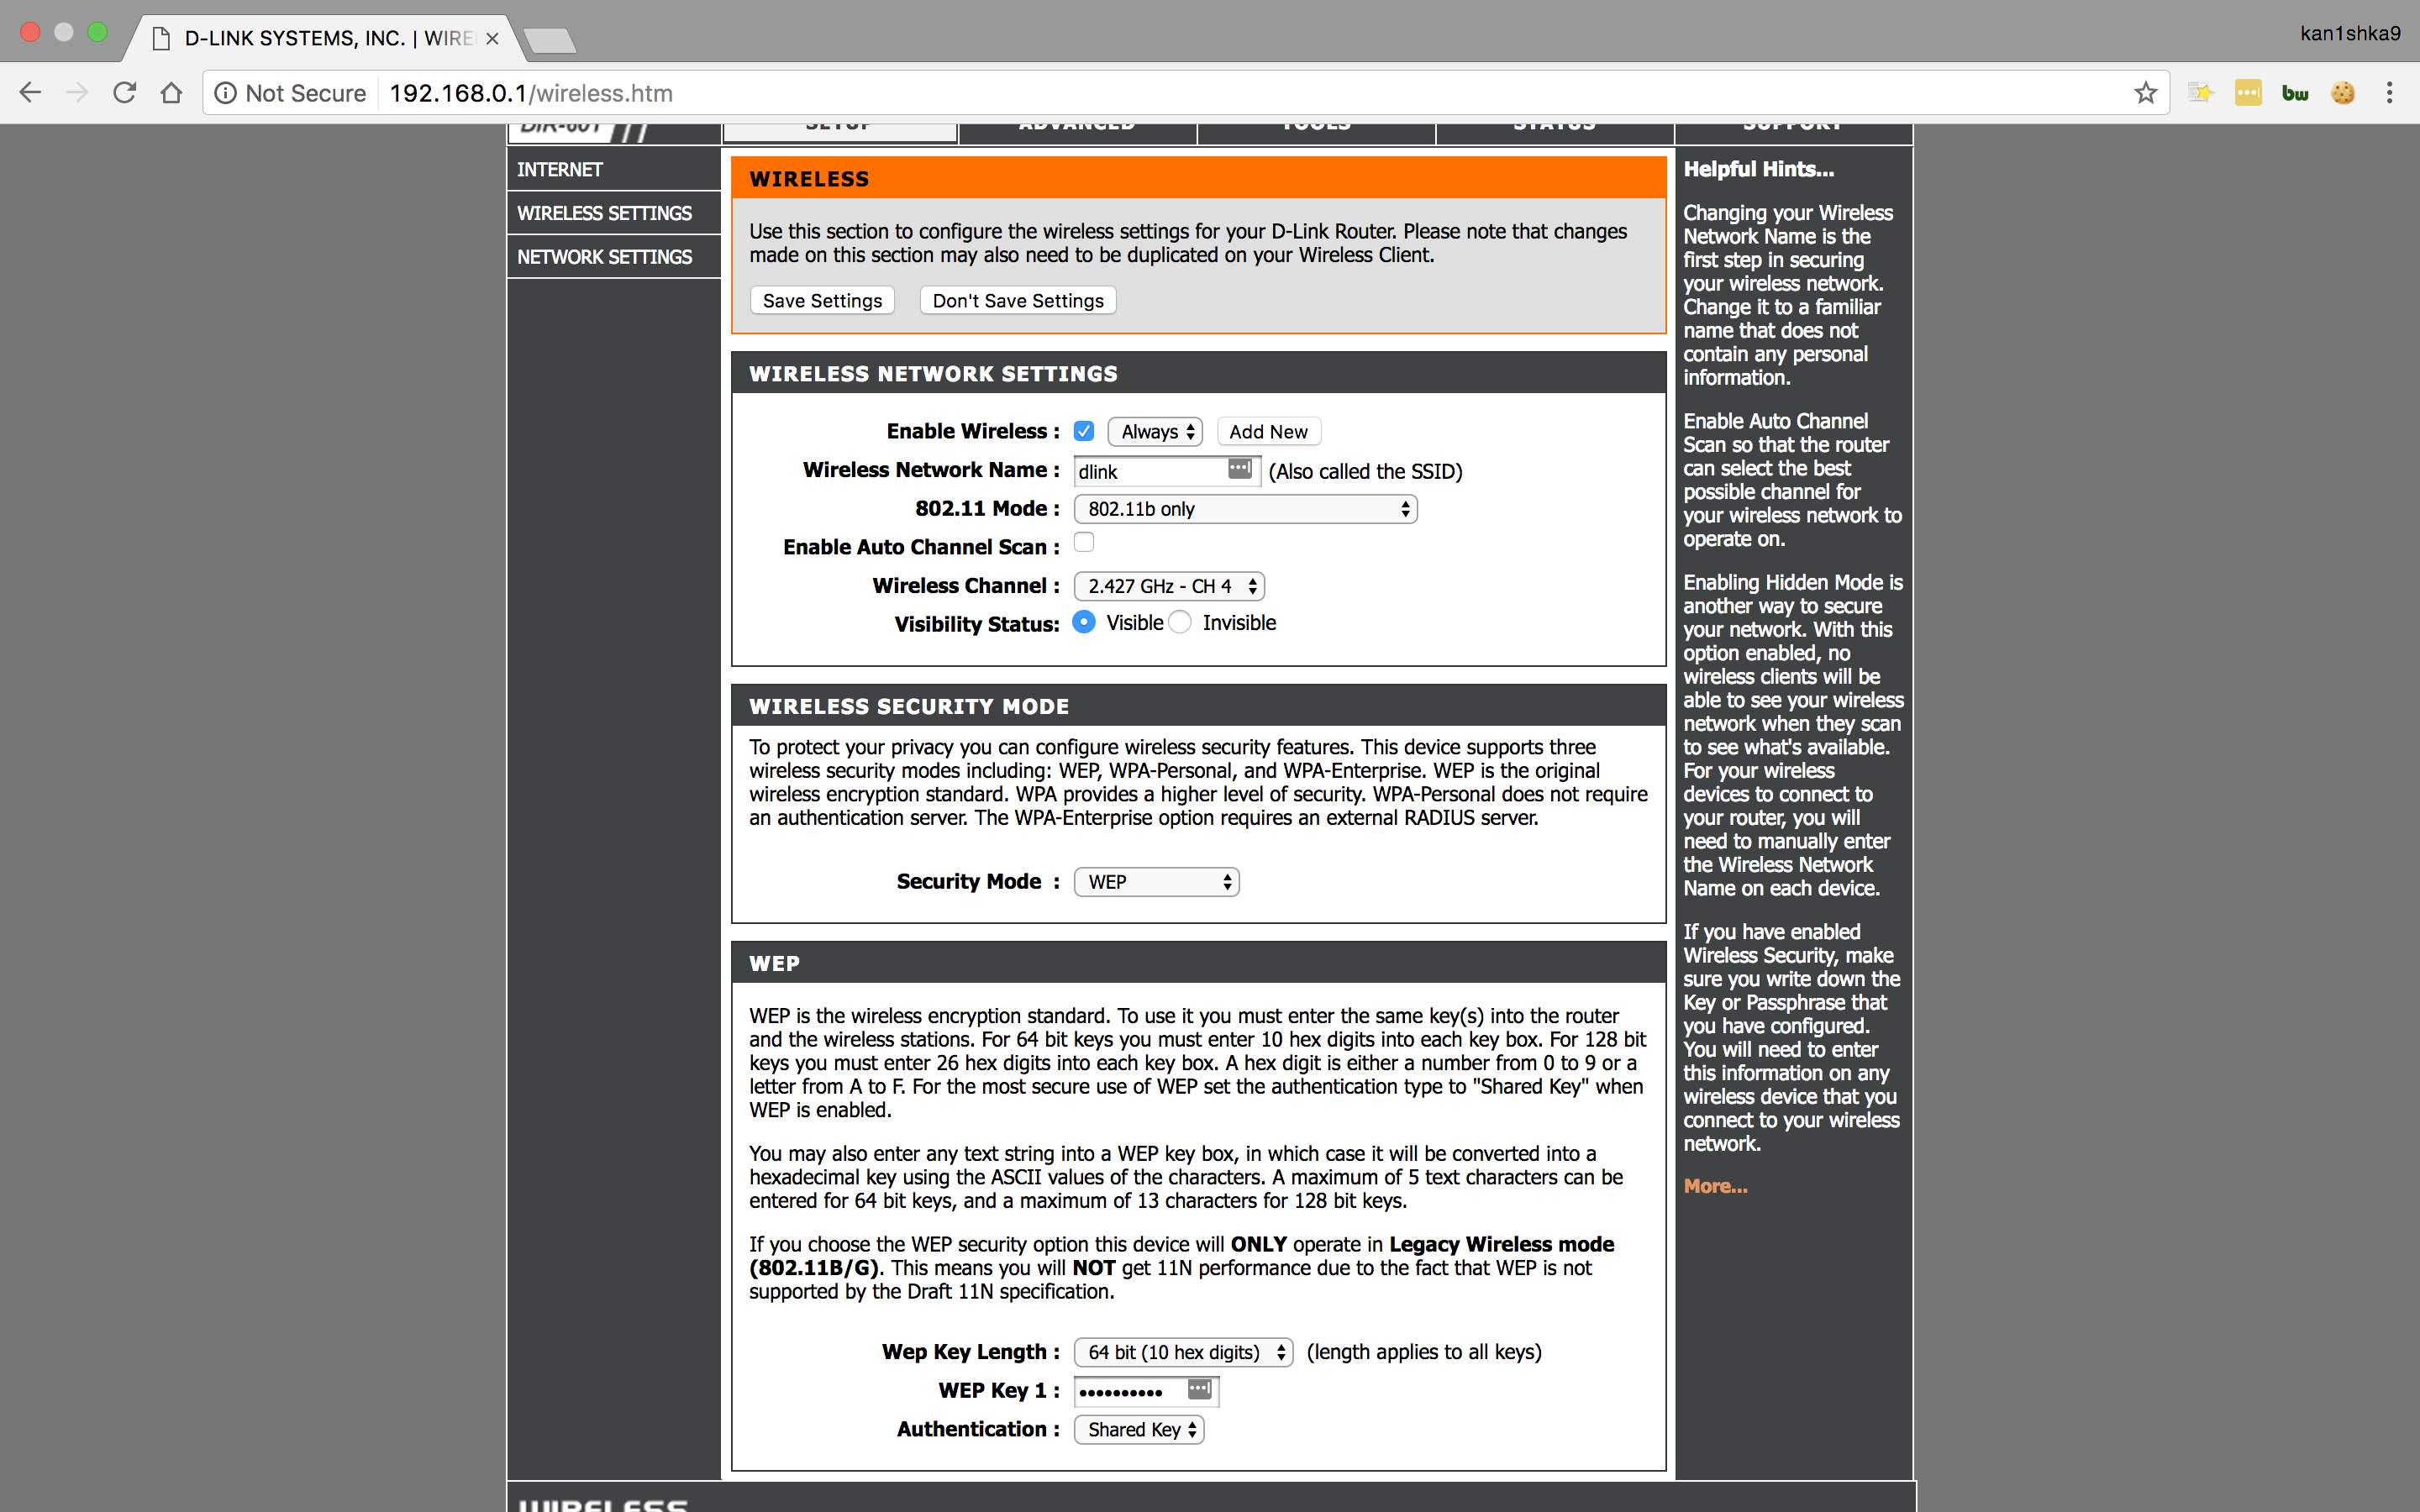 D-LINK SYSTEMS, INC. | WIRE
kan1shka9
Not Secure
192.168.0.1/wireless.htm
bw
DIR-601
SETUP
ADVANCED
TOOLS
STATUS
SUPPORT
INTERNET
WIRELESS SETTINGS
NETWORK SETTINGS
WIRELESS
Use this section to configure the wireless settings for your D-Link Router. Please note that changes
made on this section may also need to be duplicated on your Wireless Client.
Save Settings
Don't Save Settings
WIRELESS NETWORK SETTINGS
Enable Wireless : Always Add New
Wireless Network Name : dlink (Also called the SSID)
802.11 Mode : 802.11b only
Enable Auto Channel Scan :
Wireless Channel : 2.427 GHz - CH 4
Visibility Status: Visible Invisible
WIRELESS SECURITY MODE
To protect your privacy you can configure wireless security features. This device supports three
wireless security modes including: WEP, WPA-Personal, and WPA-Enterprise. WEP is the original
wireless encryption standard. WPA provides a higher level of security. WPA-Personal does not require
an authentication server. The WPA-Enterprise option requires an external RADIUS server.
Security Mode : WEP
WEP
WEP is the wireless encryption standard. To use it you must enter the same key(s) into the router
and the wireless stations. For 64 bit keys you must enter 10 hex digits into each key box. For 128 bit
keys you must enter 26 hex digits into each key box. A hex digit is either a number from 0 to 9 or a
letter from A to F. For the most secure use of WEP set the authentication type to "Shared Key" when
WEP is enabled.
You may also enter any text string into a WEP key box, in which case it will be converted into a
hexadecimal key using the ASCII values of the characters. A maximum of 5 text characters can be
entered for 64 bit keys, and a maximum of 13 characters for 128 bit keys.
If you choose the WEP security option this device will ONLY operate in Legacy Wireless mode
(802.11B/G). This means you will NOT get 11N performance due to the fact that WEP is not
supported by the Draft 11N specification.
Wep Key Length : 64 bit (10 hex digits) (length applies to all keys)
WEP Key 1 : ••••••••••
Authentication : Shared Key
Helpful Hints...
Changing your Wireless
Network Name is the
first step in securing
your wireless network.
Change it to a familiar
name that does not
contain any personal
information.
Enable Auto Channel
Scan so that the router
can select the best
possible channel for
your wireless network to
operate on.
Enabling Hidden Mode is
another way to secure
your network. With this
option enabled, no
wireless clients will be
able to see your wireless
network when they scan
to see what's available.
For your wireless
devices to connect to
your router, you will
need to manually enter
the Wireless Network
Name on each device.
If you have enabled
Wireless Security, make
sure you write down the
Key or Passphrase that
you have configured.
You will need to enter
this information on any
wireless device that you
connect to your wireless
network.
More...
WIRELESS